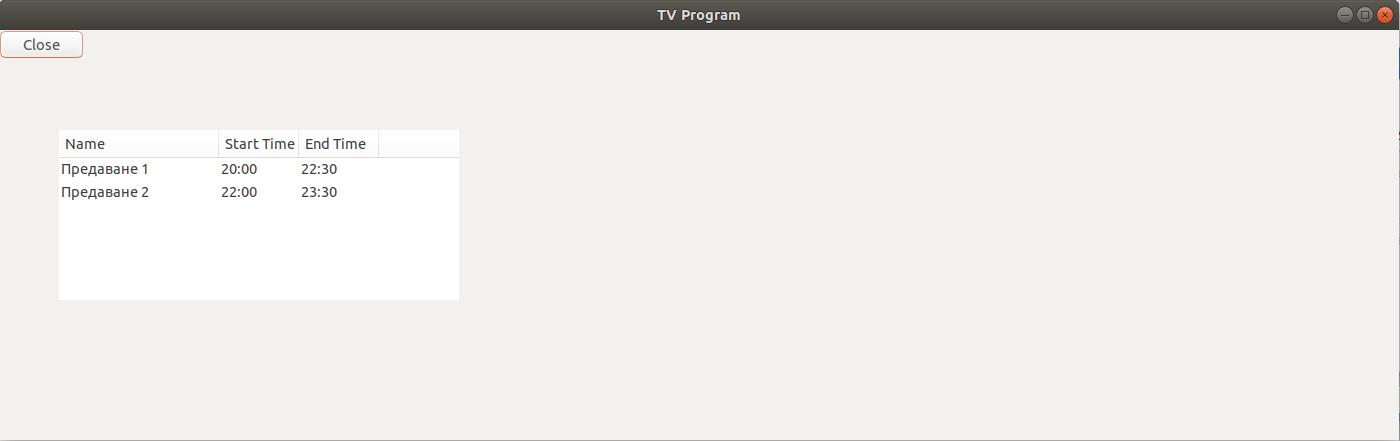 TV Program
Close
Name Start Time End Time
Предаване 1 20:00 22:30
Предаване 2 22:00 23:30